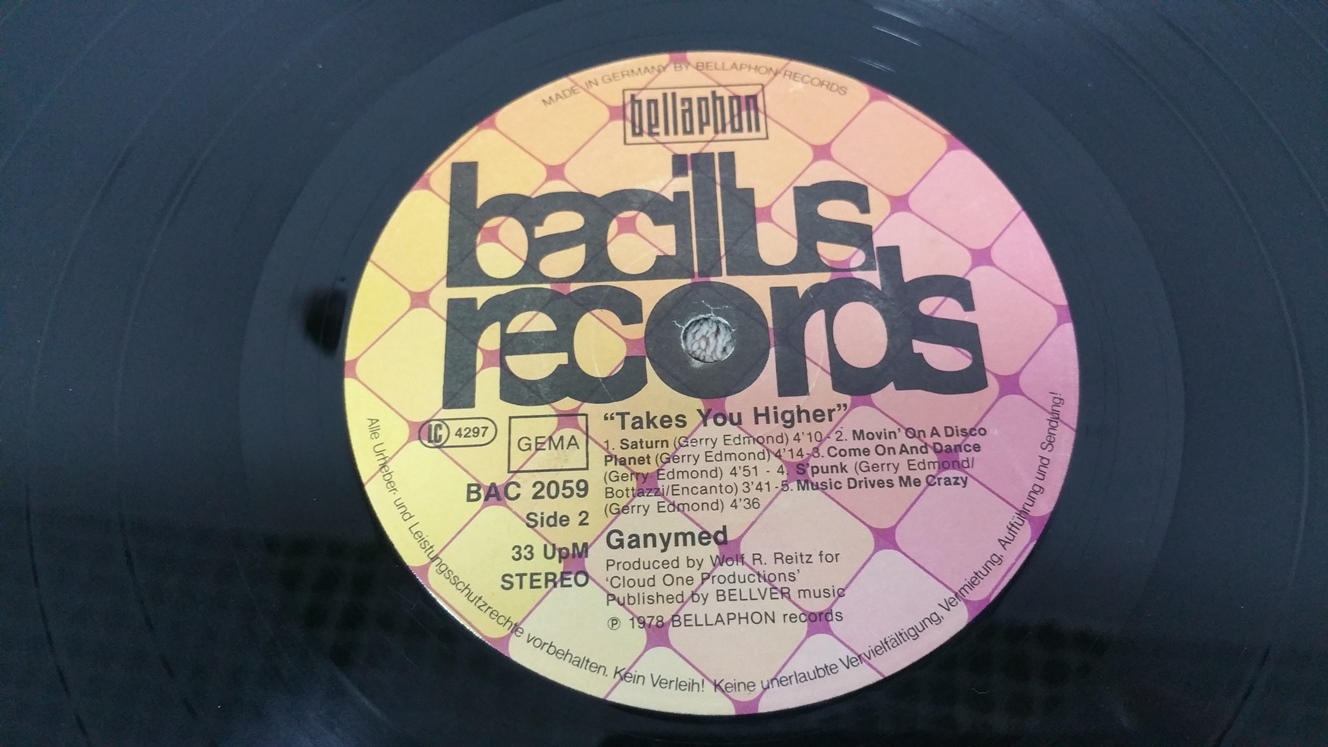 MADE IN GERMANY BY BELLAPHON RECORDS
bellaphon
bacillus
records
LC 4297
GEMA
BAC 2059
Side 2
33 UpM
STEREO
"Takes You Higher"
1. Saturn (Gerry Edmond) 4'10 - 2. Movin' On A Disco
Planet (Gerry Edmond) 4'14 - 3. Come On And Dance
(Gerry Edmond) 4'51 - 4. S'punk (Gerry Edmond/
Bottazzi/Encanto) 3'41 - 5. Music Drives Me Crazy
(Gerry Edmond) 4'36
Ganymed
Produced by Wolf R. Reitz for
'Cloud One Productions'
Published by BELLVER music
℗ 1978 BELLAPHON records
Alle Urheber- und Leistungsschutzrechte vorbehalten. Kein Verleih! Keine unerlaubte Vervielfältigung, Vermietung, Aufführung und Sendung!